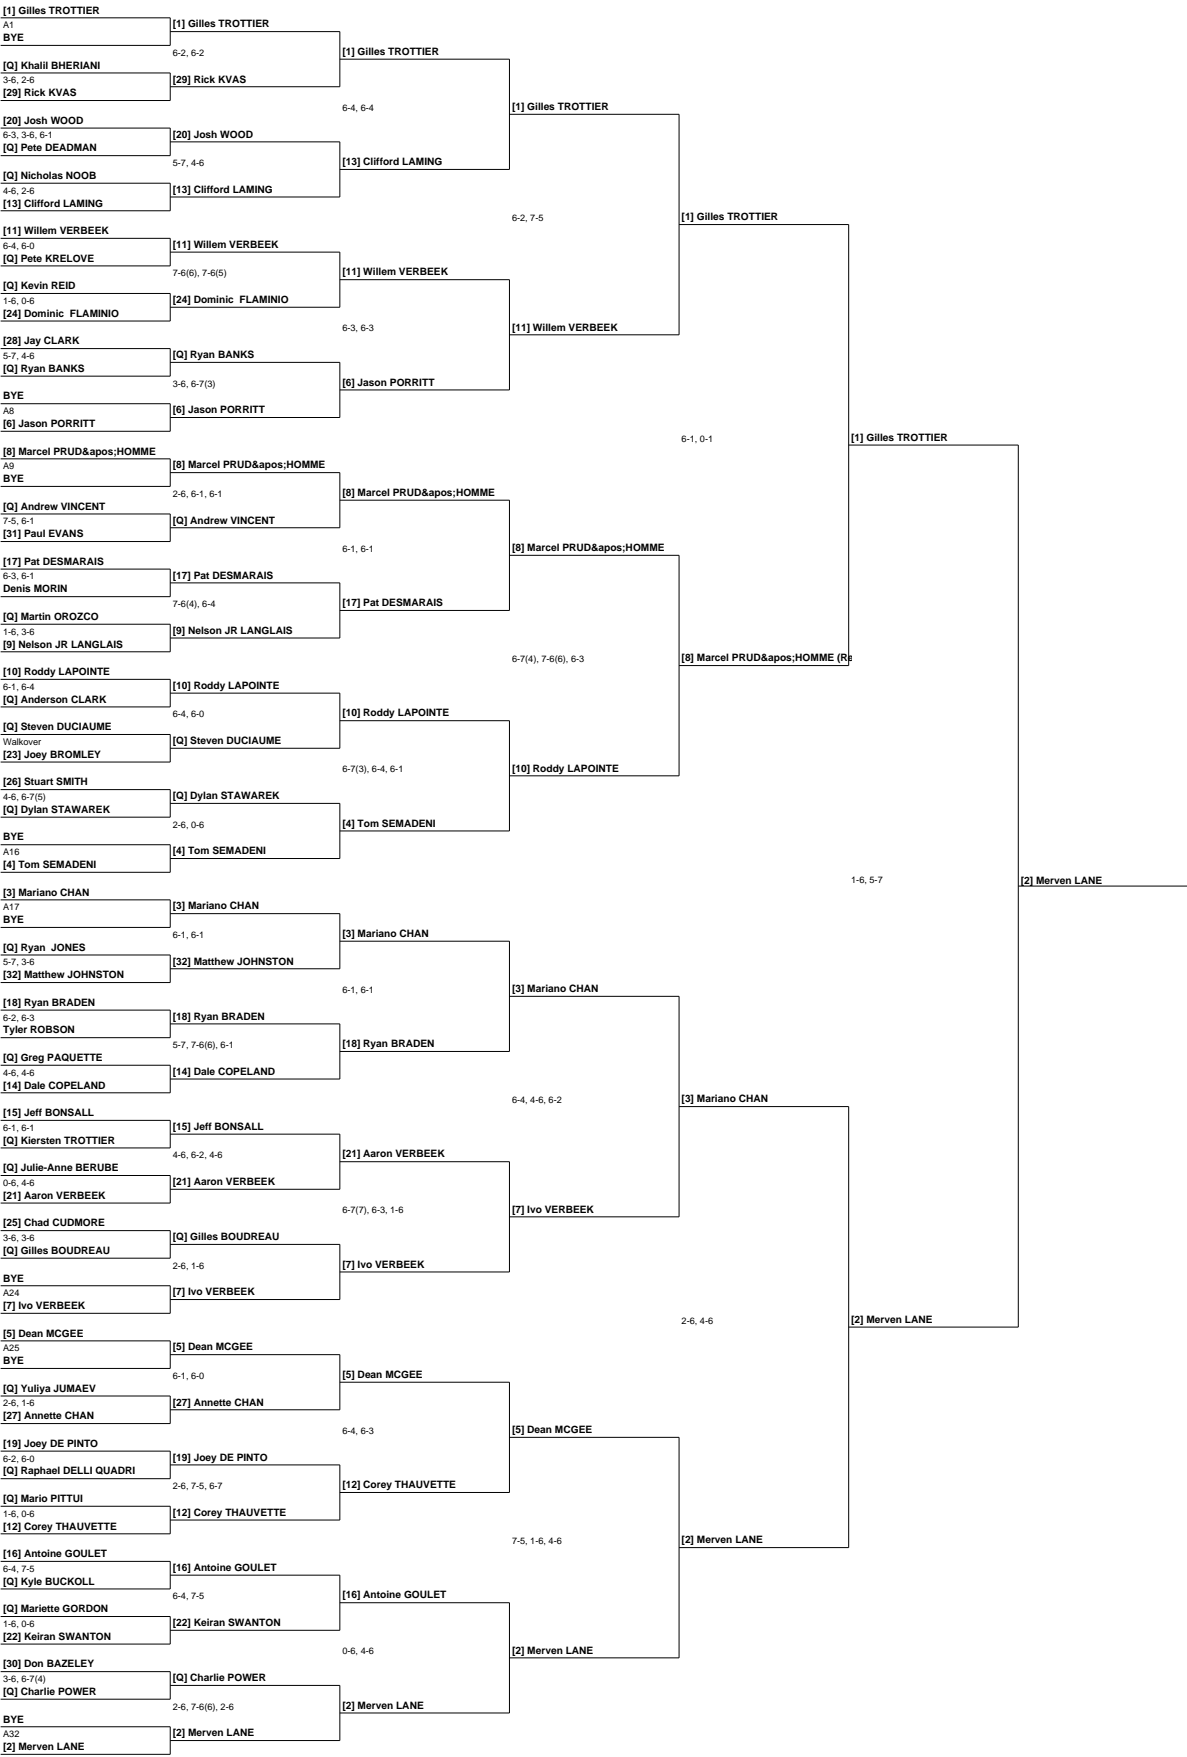 [1] Gilles TROTTIER
A1
BYE
[Q] Khalil BHERIANI
3-6, 2-6
[29] Rick KVAS
[20] Josh WOOD
6-3, 3-6, 6-1
[Q] Pete DEADMAN
[Q] Nicholas NOOB
4-6, 2-6
[13] Clifford LAMING
[11] Willem VERBEEK
6-4, 6-0
[Q] Pete KRELOVE
[Q] Kevin REID
1-6, 0-6
[24] Dominic  FLAMINIO
[28] Jay CLARK
5-7, 4-6
[Q] Ryan BANKS
BYE
A8
[6] Jason PORRITT
[8] Marcel PRUD&apos;HOMME
A9
BYE
[Q] Andrew VINCENT
7-5, 6-1
[31] Paul EVANS
[17] Pat DESMARAIS
6-3, 6-1
Denis MORIN
[Q] Martin OROZCO
1-6, 3-6
[9] Nelson JR LANGLAIS
[10] Roddy LAPOINTE
6-1, 6-4
[Q] Anderson CLARK
[Q] Steven DUCIAUME
Walkover
[23] Joey BROMLEY
[26] Stuart SMITH
4-6, 6-7(5)
[Q] Dylan STAWAREK
BYE
A16
[4] Tom SEMADENI
[3] Mariano CHAN
A17
BYE
[Q] Ryan  JONES
5-7, 3-6
[32] Matthew JOHNSTON
[18] Ryan BRADEN
6-2, 6-3
Tyler ROBSON
[Q] Greg PAQUETTE
4-6, 4-6
[14] Dale COPELAND
[15] Jeff BONSALL
6-1, 6-1
[Q] Kiersten TROTTIER
[Q] Julie-Anne BERUBE
0-6, 4-6
[21] Aaron VERBEEK
[25] Chad CUDMORE
3-6, 3-6
[Q] Gilles BOUDREAU
BYE
A24
[7] Ivo VERBEEK
[5] Dean MCGEE
A25
BYE
[Q] Yuliya JUMAEV
2-6, 1-6
[27] Annette CHAN
[19] Joey DE PINTO
6-2, 6-0
[Q] Raphael DELLI QUADRI
[Q] Mario PITTUI
1-6, 0-6
[12] Corey THAUVETTE
[16] Antoine GOULET
6-4, 7-5
[Q] Kyle BUCKOLL
[Q] Mariette GORDON
1-6, 0-6
[22] Keiran SWANTON
[30] Don BAZELEY
3-6, 6-7(4)
[Q] Charlie POWER
BYE
A32
[2] Merven LANE
[1] Gilles TROTTIER
6-2, 6-2
[29] Rick KVAS
[20] Josh WOOD
5-7, 4-6
[13] Clifford LAMING
[11] Willem VERBEEK
7-6(6), 7-6(5)
[24] Dominic  FLAMINIO
[Q] Ryan BANKS
3-6, 6-7(3)
[6] Jason PORRITT
[8] Marcel PRUD&apos;HOMME
2-6, 6-1, 6-1
[Q] Andrew VINCENT
[17] Pat DESMARAIS
7-6(4), 6-4
[9] Nelson JR LANGLAIS
[10] Roddy LAPOINTE
6-4, 6-0
[Q] Steven DUCIAUME
[Q] Dylan STAWAREK
2-6, 0-6
[4] Tom SEMADENI
[3] Mariano CHAN
6-1, 6-1
[32] Matthew JOHNSTON
[18] Ryan BRADEN
5-7, 7-6(6), 6-1
[14] Dale COPELAND
[15] Jeff BONSALL
4-6, 6-2, 4-6
[21] Aaron VERBEEK
[Q] Gilles BOUDREAU
2-6, 1-6
[7] Ivo VERBEEK
[5] Dean MCGEE
6-1, 6-0
[27] Annette CHAN
[19] Joey DE PINTO
2-6, 7-5, 6-7
[12] Corey THAUVETTE
[16] Antoine GOULET
6-4, 7-5
[22] Keiran SWANTON
[Q] Charlie POWER
2-6, 7-6(6), 2-6
[2] Merven LANE
[1] Gilles TROTTIER
6-4, 6-4
[13] Clifford LAMING
[11] Willem VERBEEK
6-3, 6-3
[6] Jason PORRITT
[8] Marcel PRUD&apos;HOMME
6-1, 6-1
[17] Pat DESMARAIS
[10] Roddy LAPOINTE
6-7(3), 6-4, 6-1
[4] Tom SEMADENI
[3] Mariano CHAN
6-1, 6-1
[18] Ryan BRADEN
[21] Aaron VERBEEK
6-7(7), 6-3, 1-6
[7] Ivo VERBEEK
[5] Dean MCGEE
6-4, 6-3
[12] Corey THAUVETTE
[16] Antoine GOULET
0-6, 4-6
[2] Merven LANE
[1] Gilles TROTTIER
6-2, 7-5
[11] Willem VERBEEK
[8] Marcel PRUD&apos;HOMME
6-7(4), 7-6(6), 6-3
[10] Roddy LAPOINTE
[3] Mariano CHAN
6-4, 4-6, 6-2
[7] Ivo VERBEEK
[5] Dean MCGEE
7-5, 1-6, 4-6
[2] Merven LANE
[1] Gilles TROTTIER
6-1, 0-1
[8] Marcel PRUD&apos;HOMME (Re
[3] Mariano CHAN
2-6, 4-6
[2] Merven LANE
[1] Gilles TROTTIER
1-6, 5-7
[2] Merven LANE
[2] Merven LANE